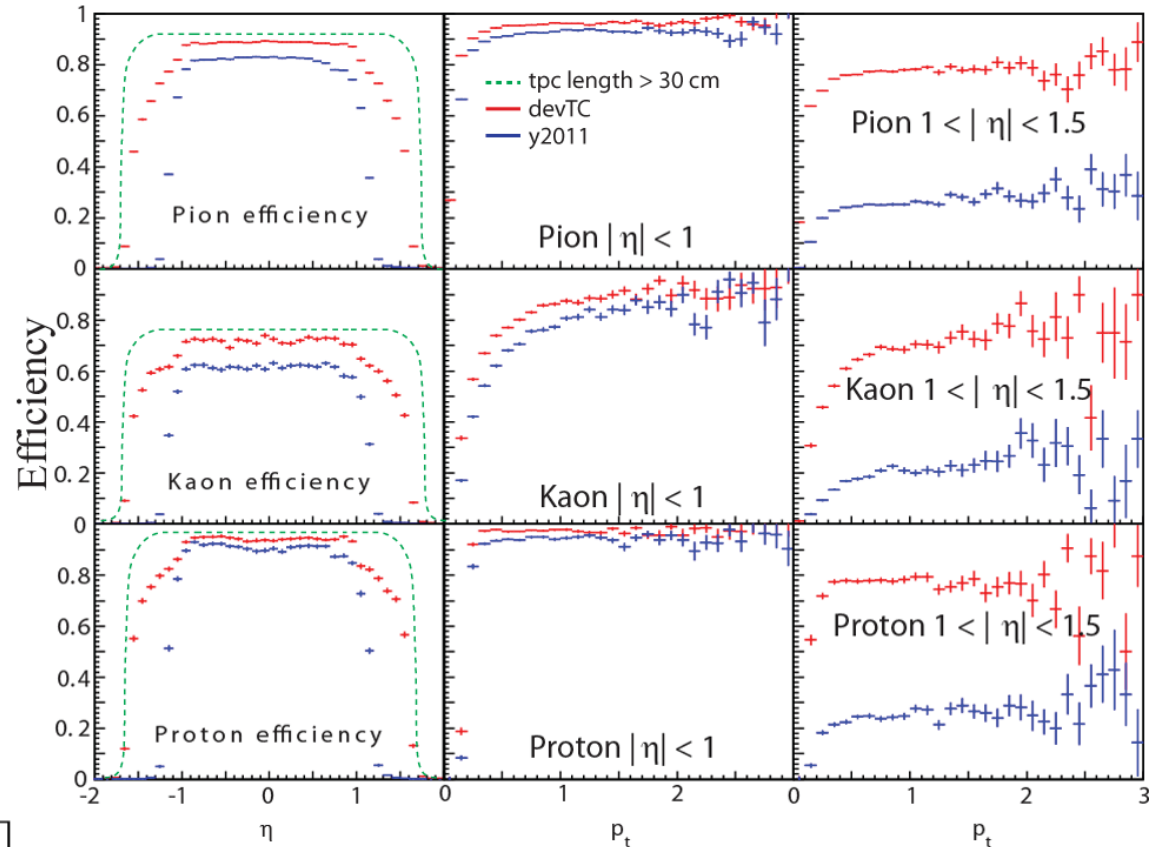 1
0.8
0.6
0.4
0.2
0
Pion efficiency
tpc length > 30 cm
devTC
y2011
Pion | η| < 1
Pion 1 < | η| < 1.5
Efficiency
0.8
0.6
0.4
0.2
0
Kaon efficiency
Kaon | η| < 1
Kaon 1 < | η| < 1.5
0.8
0.6
0.4
0.2
0
Proton efficiency
Proton | η| < 1
Proton 1 < | η| < 1.5
-2 -1 0 1 0 1 2 0 1 2 3
η p_t p_t